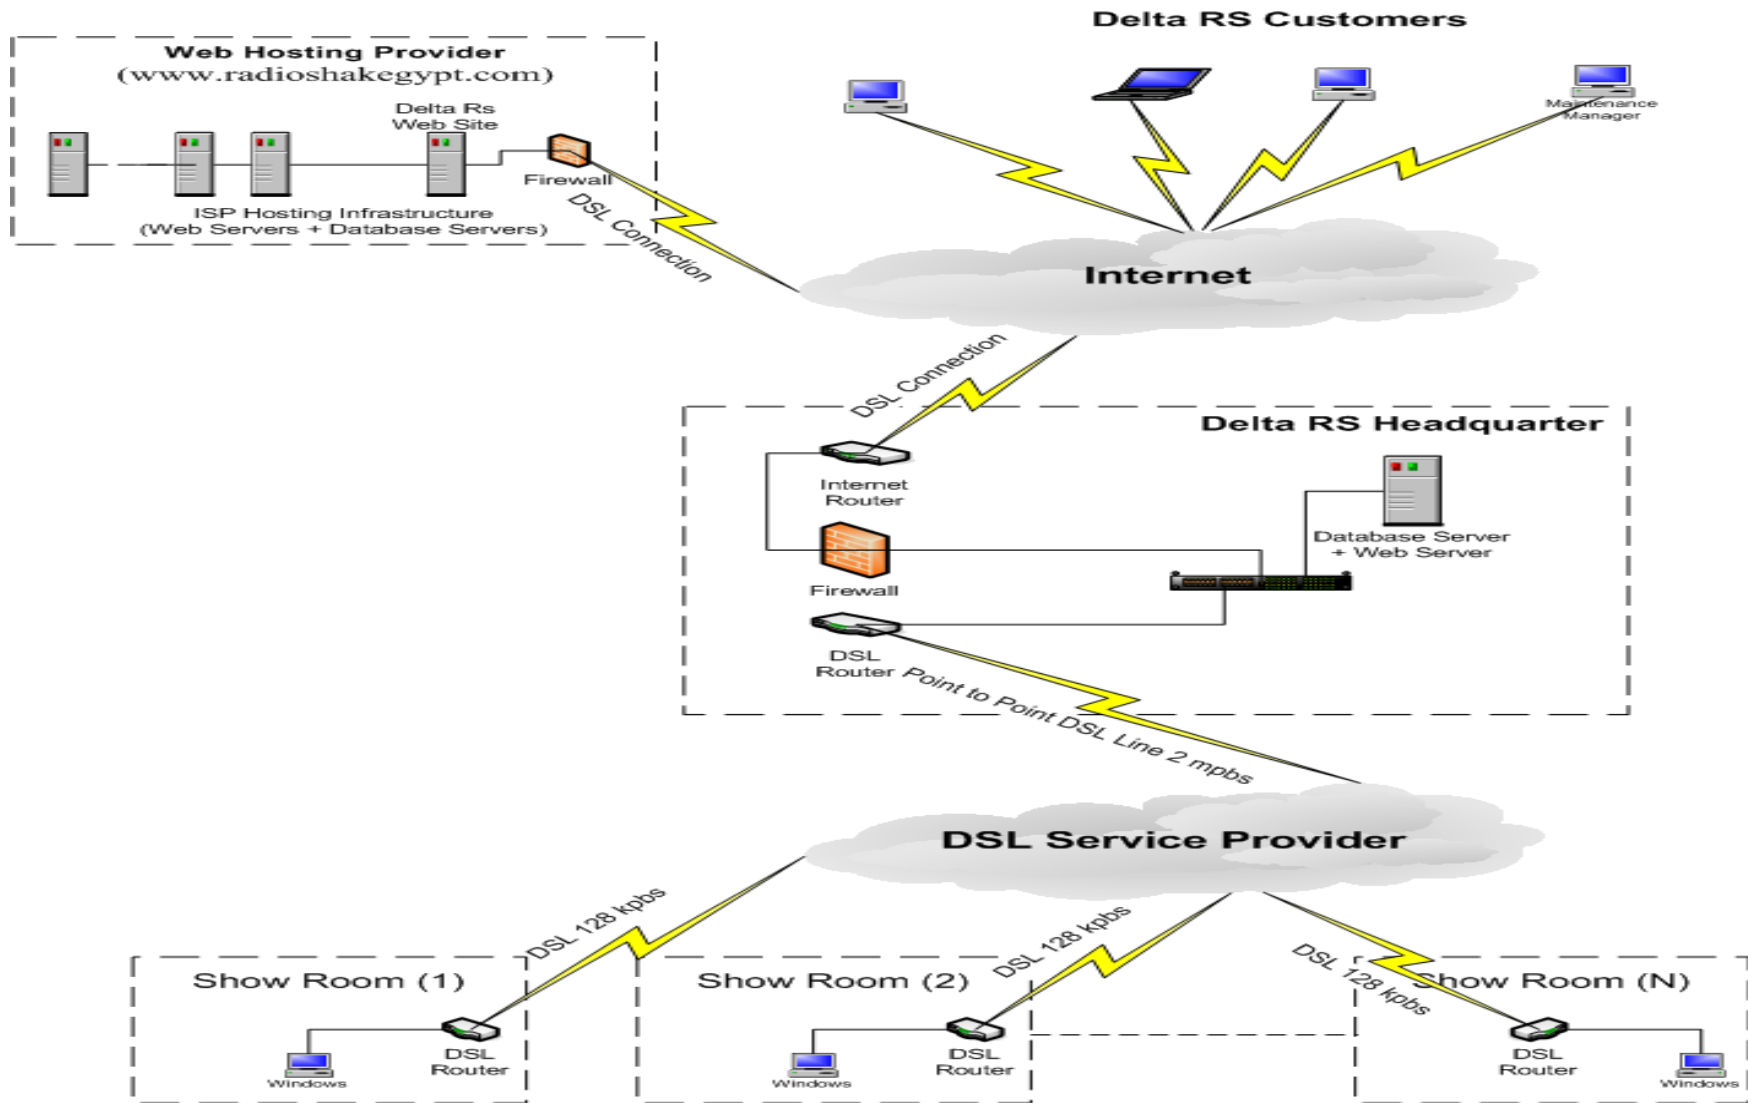 Delta RS Customers
Web Hosting Provider
(www.radioshakegypt.com)
Delta Rs
Web Site
Firewall
ISP Hosting Infrastructure
(Web Servers + Database Servers)
DSL Connection
Maintenance
Manager
Internet
DSL Connection
Delta RS Headquarter
Internet
Router
Database Server
+ Web Server
Firewall
DSL
Router
Point to Point DSL Line 2 mpbs
DSL Service Provider
DSL 128 kpbs
DSL 128 kpbs
DSL 128 kpbs
Show Room (1)
DSL
Router
Windows
Show Room (2)
DSL
Router
Windows
Show Room (N)
DSL
Router
Windows